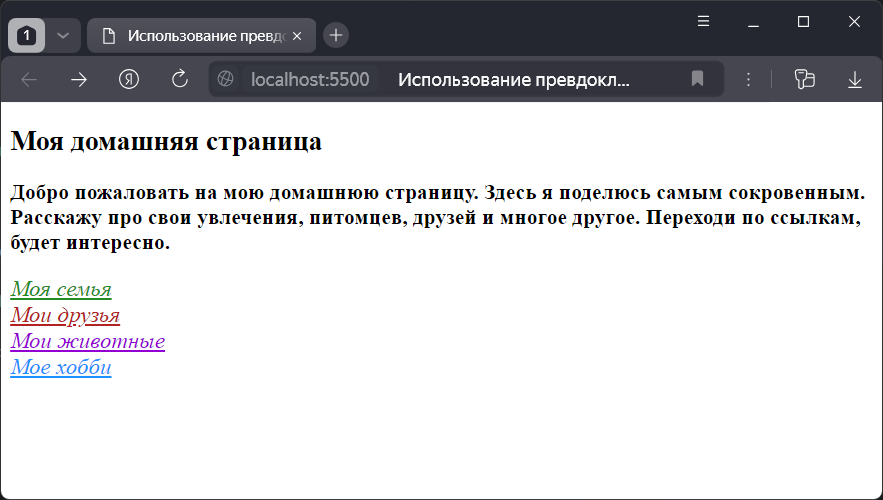 1
Использование превд
localhost:5500 Использование превдокл...
Моя домашняя страница
Добро пожаловать на мою домашнюю страницу. Здесь я поделюсь самым сокровенным.
Расскажу про свои увлечения, питомцев, друзей и многое другое. Переходи по ссылкам,
будет интересно.
Моя семья
Мои друзья
Мои животные
Мое хобби